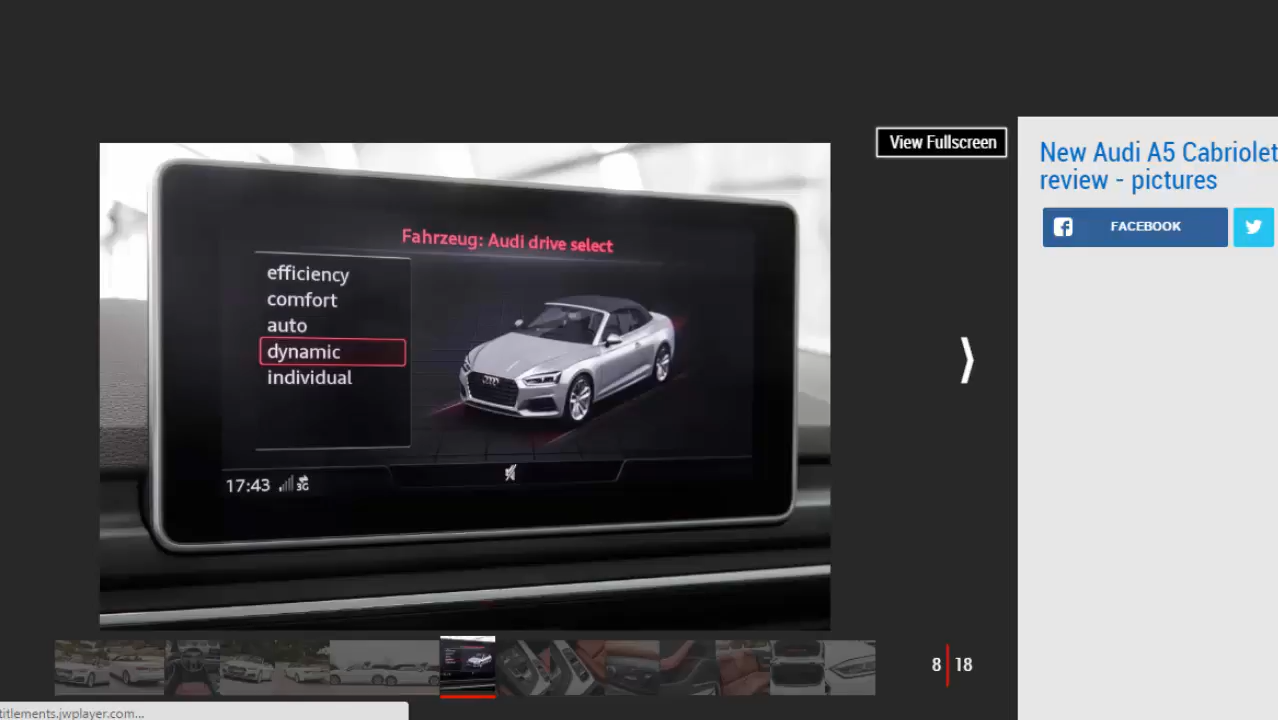 View Fullscreen
New Audi A5 Cabriolet
review - pictures
FACEBOOK
Fahrzeug: Audi drive select
efficiency
comfort
auto
dynamic
individual
17:43 3G
8 18
titlements.jwplayer.com...